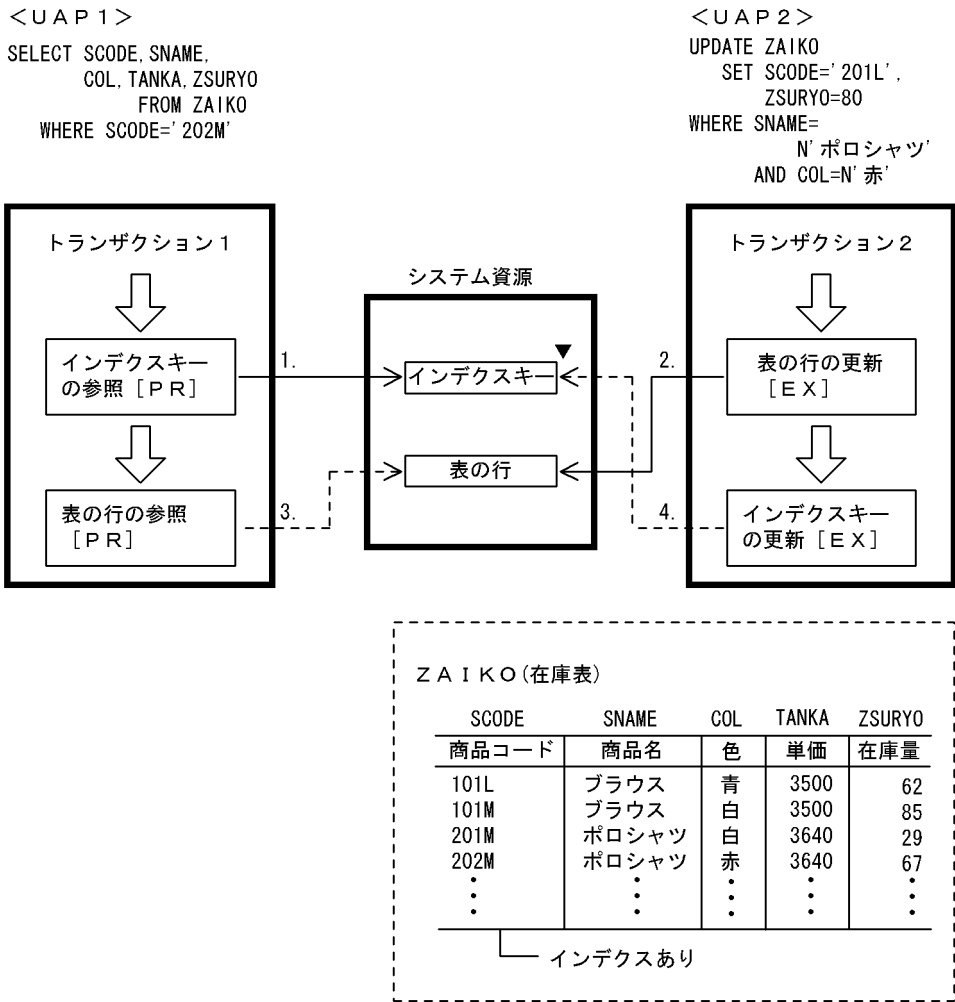 ＜ＵＡＰ１＞
SELECT SCODE,SNAME,
COL,TANKA,ZSURYO
FROM ZAIKO
WHERE SCODE='202M'
＜ＵＡＰ２＞
UPDATE ZAIKO
SET SCODE='201L',
ZSURYO=80
WHERE SNAME=
N'ポロシャツ'
AND COL=N'赤'
トランザクション１
インデクスキー
の参照［ＰＲ］
表の行の参照
［ＰＲ］
1.
3.
システム資源
▼
インデクスキー
表の行
2.
4.
トランザクション２
表の行の更新
［ＥＸ］
インデクスキー
の更新［ＥＸ］
ＺＡＩＫＯ(在庫表)
SCODE SNAME COL TANKA ZSURYO
商品コード 商品名 色 単価 在庫量
101L ブラウス 青 3500 62
101M ブラウス 白 3500 85
201M ポロシャツ 白 3640 29
202M ポロシャツ 赤 3640 67
： ： ： ： ：
インデクスあり